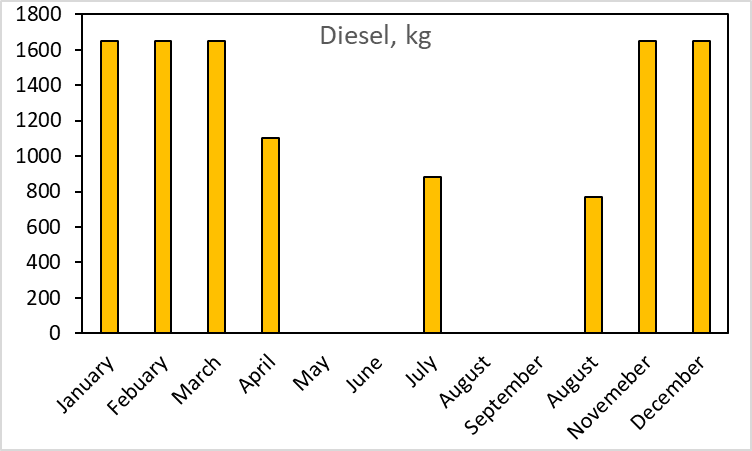 Diesel, kg
1800
1600
1400
1200
1000
800
600
400
200
0
January
Febuary
March
April
May
June
July
August
September
August
Novemeber
December